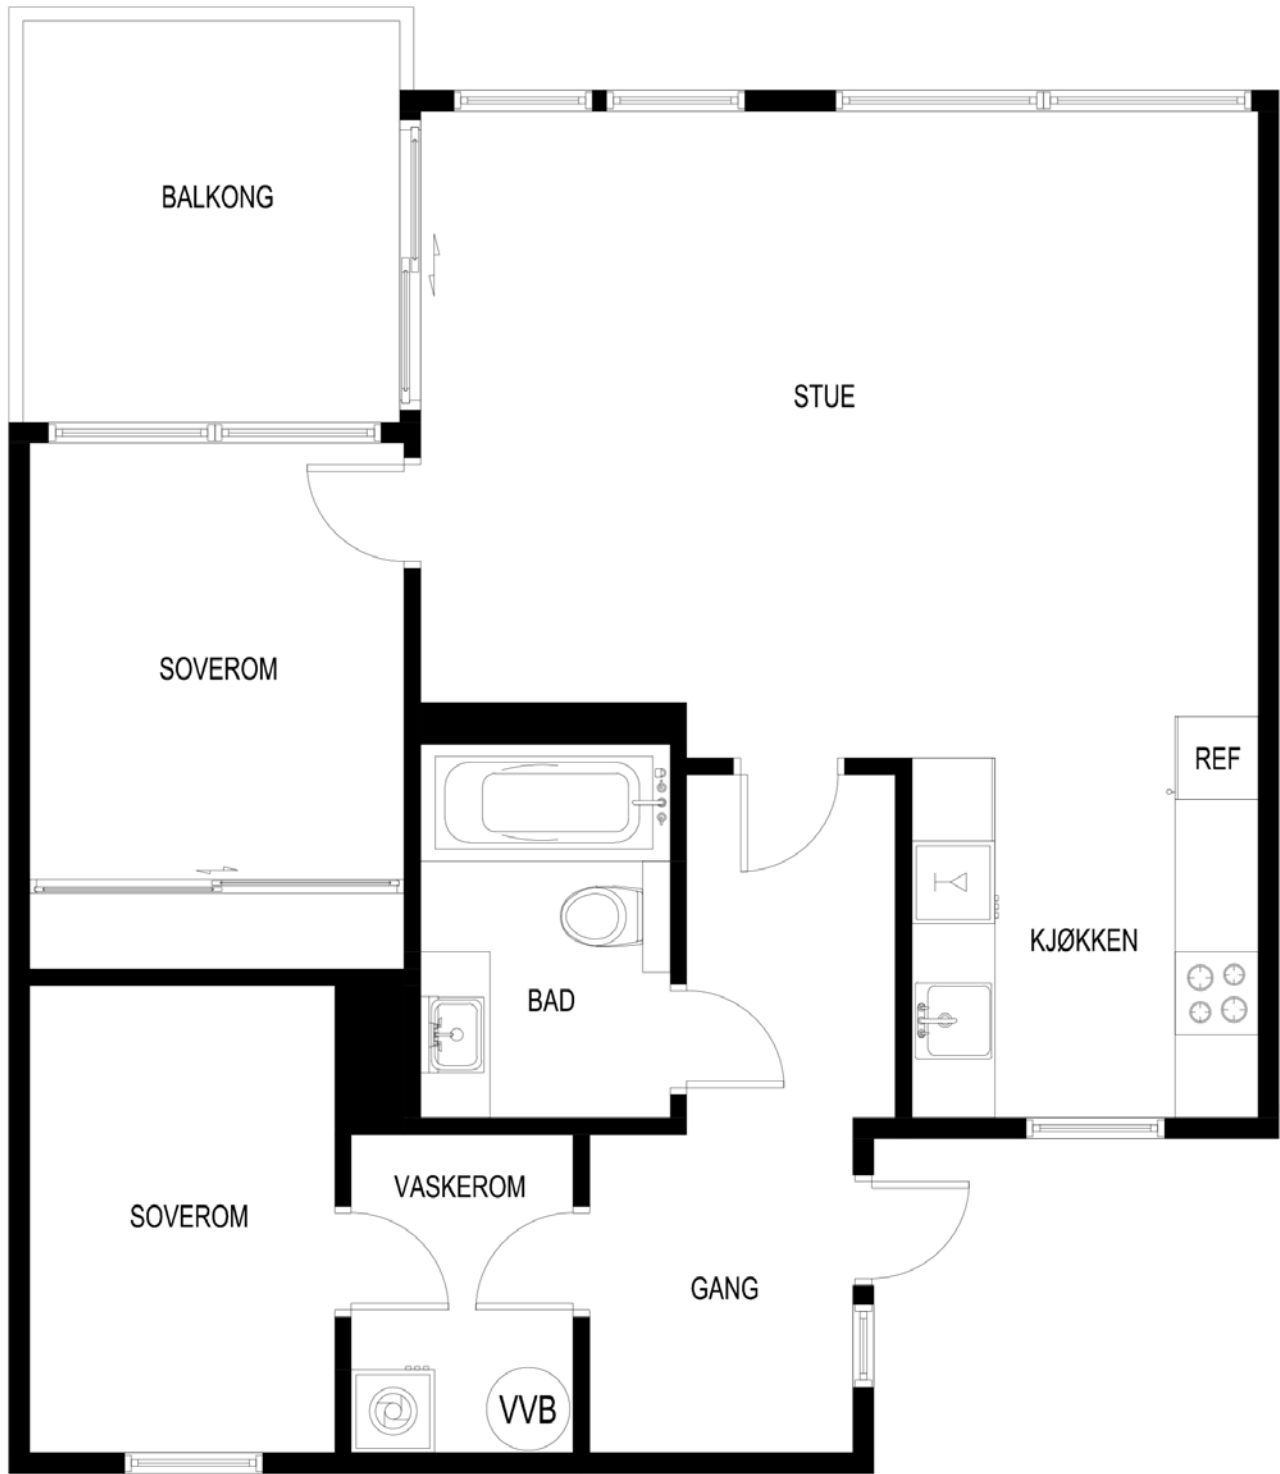 BALKONG
STUE
SOVEROM
REF
KJØKKEN
BAD
VASKEROM
SOVEROM
GANG
VVB